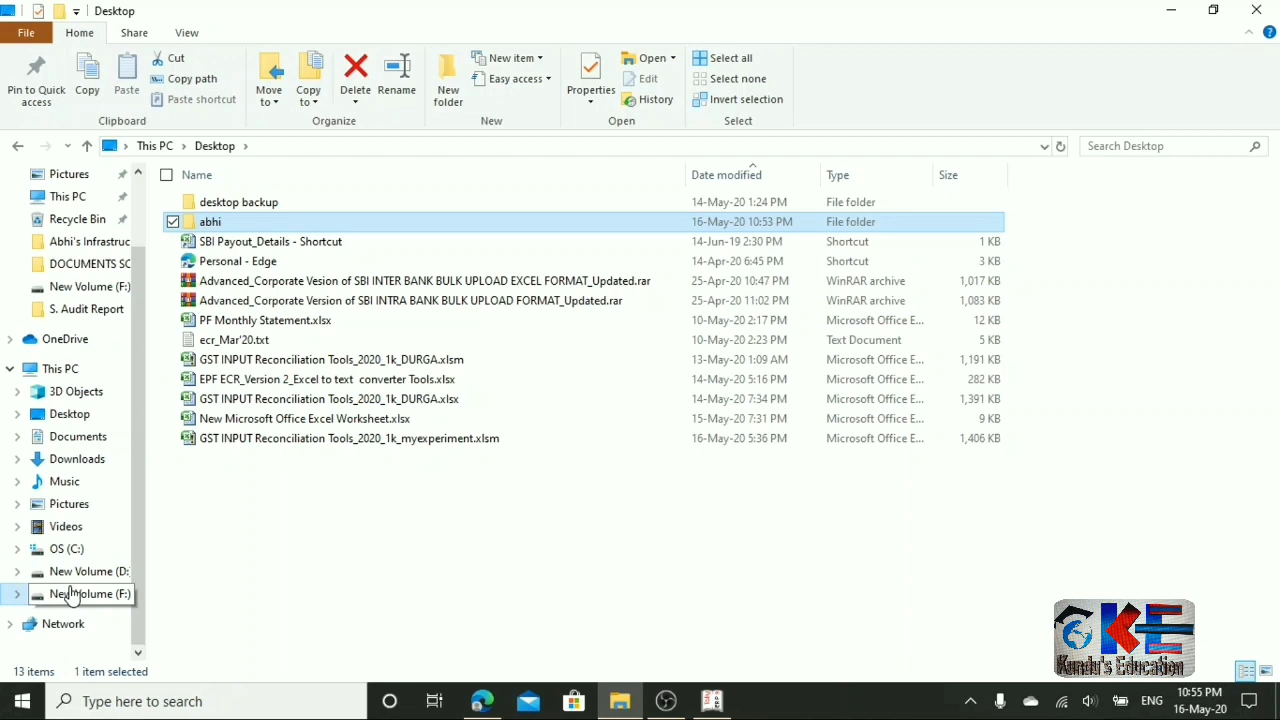 Desktop
File Home Share View
Pin to Quick access
Copy
Paste
Cut
Copy path
Paste shortcut
Clipboard
Move to
Copy to
Delete
Rename
Organize
New folder
New item
Easy access
New
Properties
Open
Edit
History
Open
Select all
Select none
Invert selection
Select
This PC Desktop
Search Desktop
Pictures
This PC
Recycle Bin
Abhi's Infrastruc
DOCUMENTS SC
New Volume (F:)
S. Audit Report
OneDrive
This PC
3D Objects
Desktop
Documents
Downloads
Music
Pictures
Videos
OS (C:)
New Volume (D:
New Volume (F:)
Network
Name Date modified Type Size
desktop backup 14-May-20 1:24 PM File folder
abhi 16-May-20 10:53 PM File folder
SBI Payout_Details - Shortcut 14-Jun-19 2:30 PM Shortcut 1 KB
Personal - Edge 14-Apr-20 6:45 PM Shortcut 3 KB
Advanced_Corporate Vesion of SBI INTER BANK BULK UPLOAD EXCEL FORMAT_Updated.rar 25-Apr-20 10:47 PM WinRAR archive 1,017 KB
Advanced_Corporate Version of SBI INTRA BANK BULK UPLOAD FORMAT_Updated.rar 25-Apr-20 11:02 PM WinRAR archive 1,083 KB
PF Monthly Statement.xlsx 10-May-20 2:17 PM Microsoft Office E... 12 KB
ecr_Mar'20.txt 10-May-20 2:23 PM Text Document 5 KB
GST INPUT Reconciliation Tools_2020_1k_DURGA.xlsm 13-May-20 1:09 AM Microsoft Office E... 1,191 KB
EPF ECR_Version 2_Excel to text converter Tools.xlsx 14-May-20 5:16 PM Microsoft Office E... 282 KB
GST INPUT Reconciliation Tools_2020_1k_DURGA.xlsx 14-May-20 7:34 PM Microsoft Office E... 1,391 KB
New Microsoft Office Excel Worksheet.xlsx 15-May-20 7:31 PM Microsoft Office E... 9 KB
GST INPUT Reconciliation Tools_2020_1k_myexperiment.xlsm 16-May-20 5:36 PM Microsoft Office E... 1,406 KB
KE
Kundu's Education
13 items 1 item selected
Type here to search
ENG
10:55 PM
16-May-20